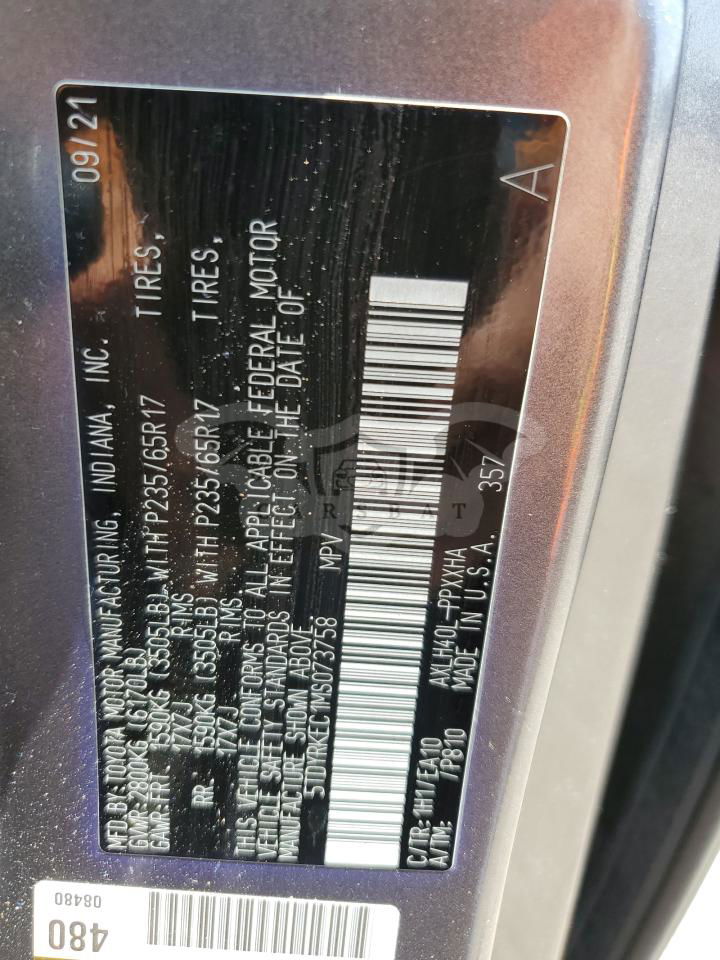 MFD BY: TOYOTA MOTOR MANUFACTURING, INDIANA, INC. 09/21
GVWR 2800KG (6170LB)
GAWR FRT 1590KG (3505LB) WITH P235/65R17 TIRES,
17X7J RIMS
RR 1590KG (3505LB) WITH P235/65R17 TIRES,
17X7J RIMS
THIS VEHICLE CONFORMS TO ALL APPLICABLE FEDERAL MOTOR
VEHICLE SAFETY STANDARDS IN EFFECT ON THE DATE OF
MANUFACTURE SHOWN ABOVE.
5TDYRKEC1MS073758 MPV
C/TR: 1H1/EA10 AXLH40L-PPXXHA 357
A/TM: /P810 MADE IN U.S.A.
A
CARSBAT
08480
480